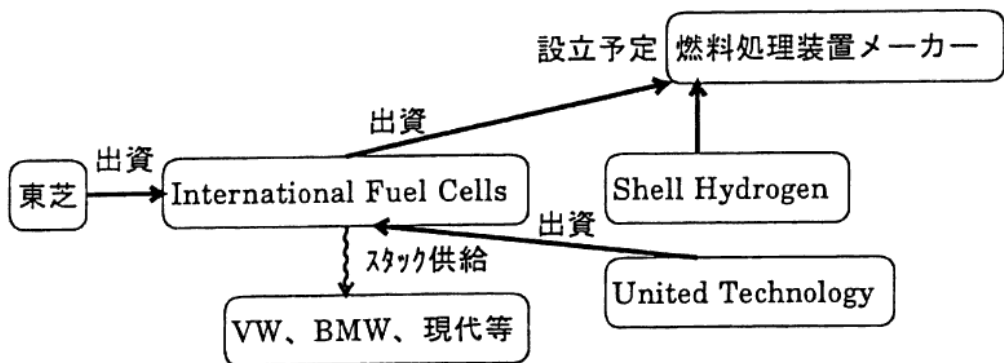 設立予定
燃料処理装置メーカー
出資
出資
東芝
International Fuel Cells
Shell Hydrogen
出資
スタック供給
United Technology
VW、BMW、現代等